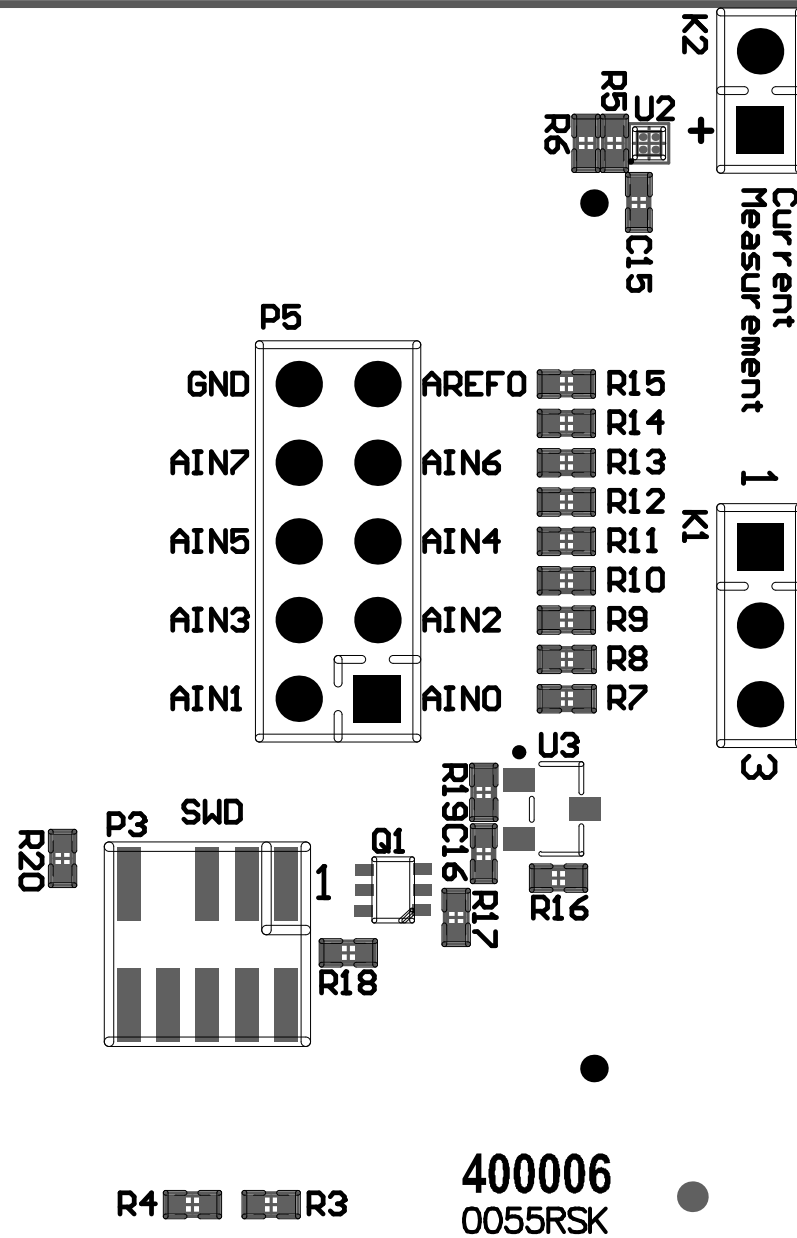 K2
R5
U2
R6
+
C15
Current
Measurement
P5
GND
AREF0
R15
R14
AIN7
AIN6
R13
1
R12
K1
AIN5
AIN4
R11
R10
AIN3
AIN2
R9
R8
AIN1
AIN0
R7
U3
3
R19
P3
SWD
Q1
C16
R20
1
R17
R16
R18
400006
0055RSK
R4
R3